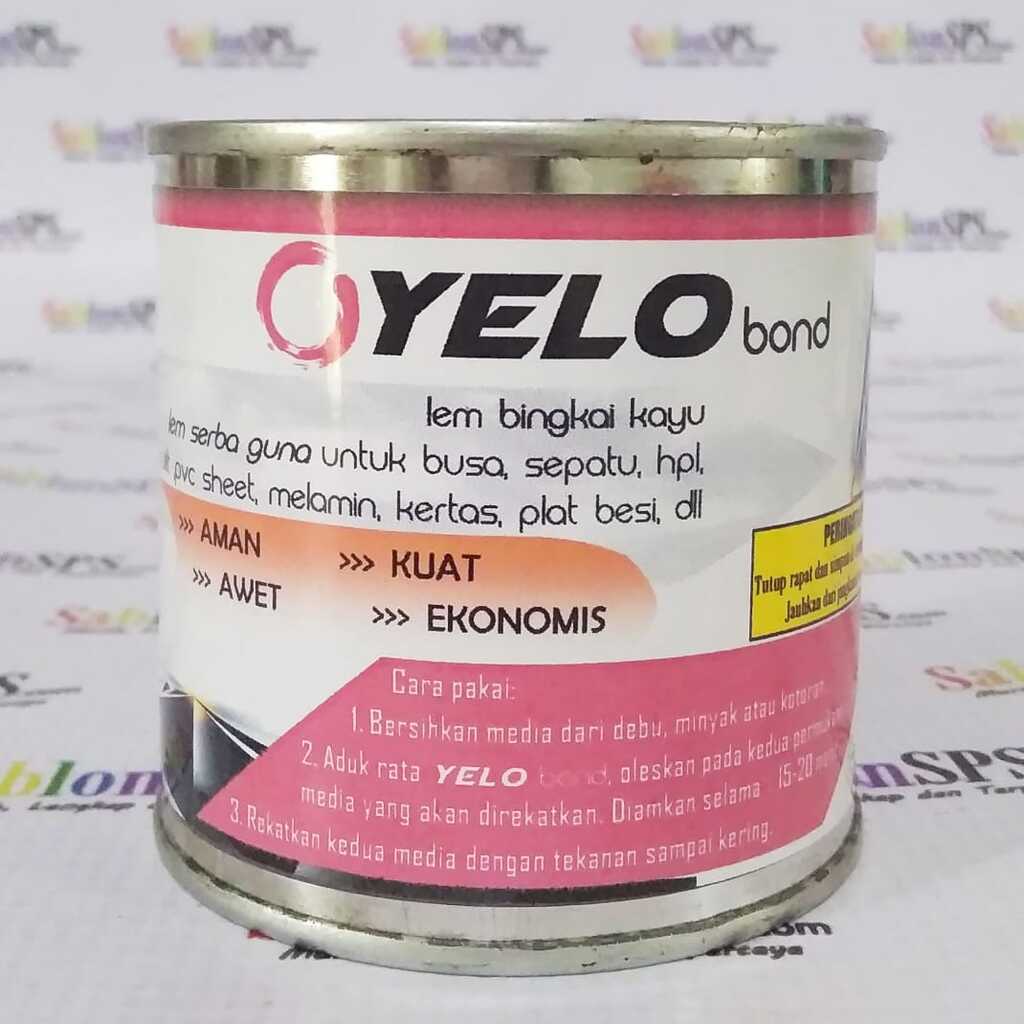 YELO bond
lem bingkai kayu
lem serba guna untuk busa, sepatu, hpl,
pvc sheet, melamin, kertas, plat besi, dll
>>> AMAN >>> KUAT
>>> AWET >>> EKONOMIS
Tutup rapat dan simpan
Jauhkan dari
Cara pakai:
1. Bersihkan media dari debu, minyak atau kotoran
2. Aduk rata YELO bond, oleskan pada kedua
media yang akan direkatkan. Diamkan selama 15-20
3. Rekatkan kedua media dengan tekanan sampai kering.
SablonSPS